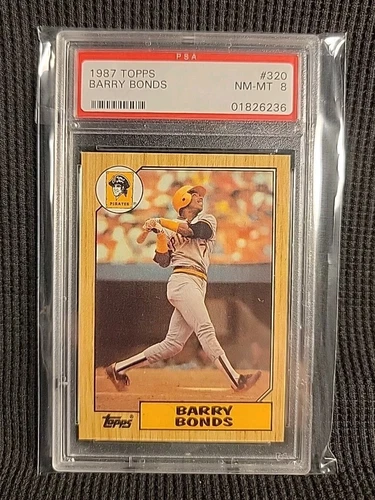 PSA
1987 TOPPS #320
BARRY BONDS NM-MT 8
01826236
PIRATES
Topps
BARRY
BONDS